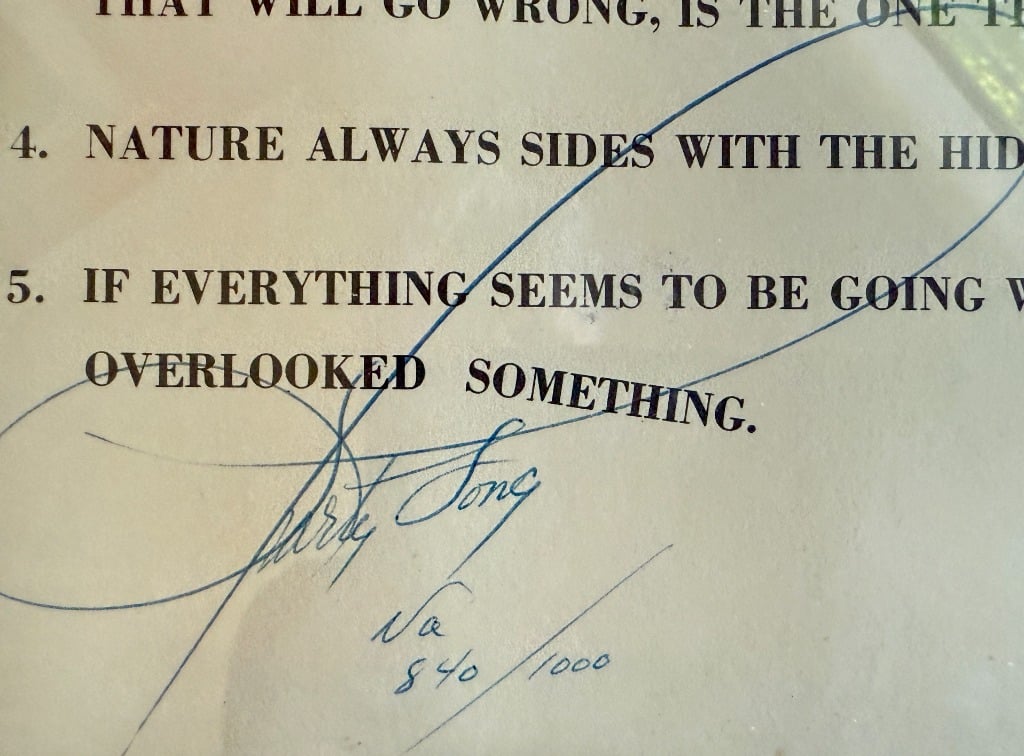 THAT WILL GO WRONG, IS THE ONE
4. NATURE ALWAYS SIDES WITH THE HID
5. IF EVERYTHING SEEMS TO BE GOING
OVERLOOKED SOMETHING.
840/1000